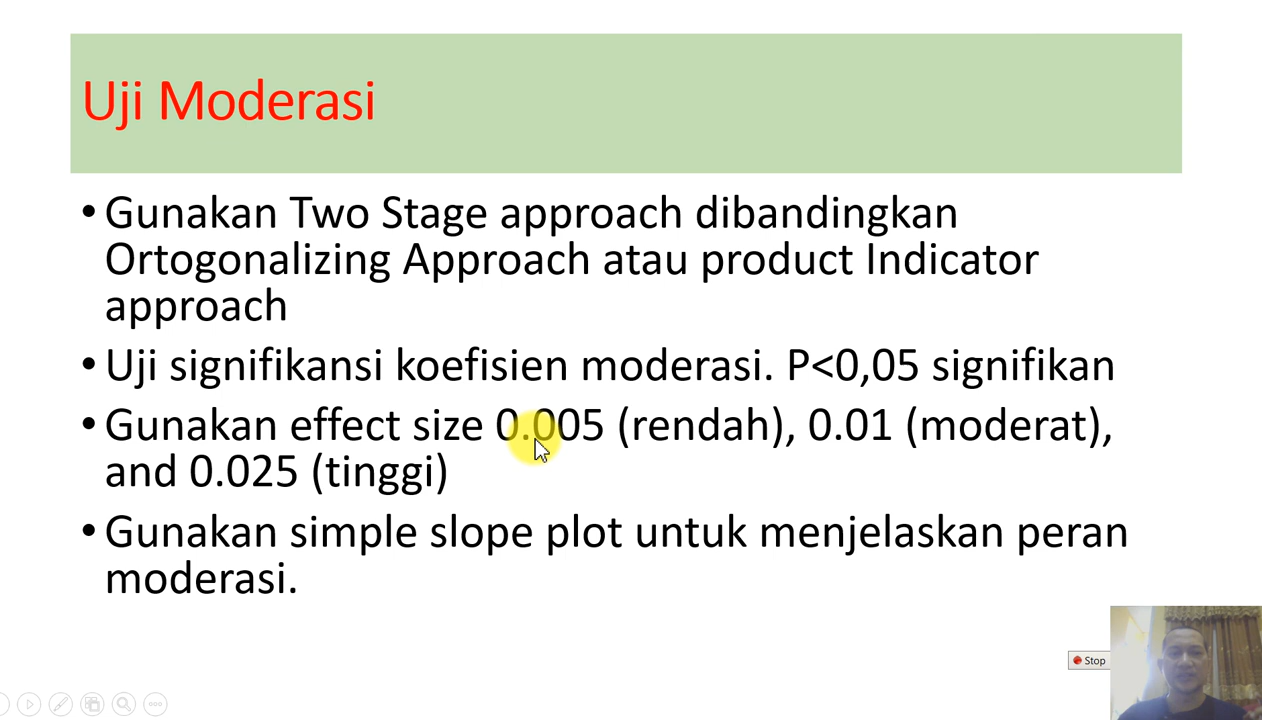 Uji Moderasi
•Gunakan Two Stage approach dibandingkan
Ortogonalizing Approach atau product Indicator
approach
•Uji signifikansi koefisien moderasi. P<0,05 signifikan
•Gunakan effect size 0.005 (rendah), 0.01 (moderat),
and 0.025 (tinggi)
•Gunakan simple slope plot untuk menjelaskan peran
moderasi.
Stop